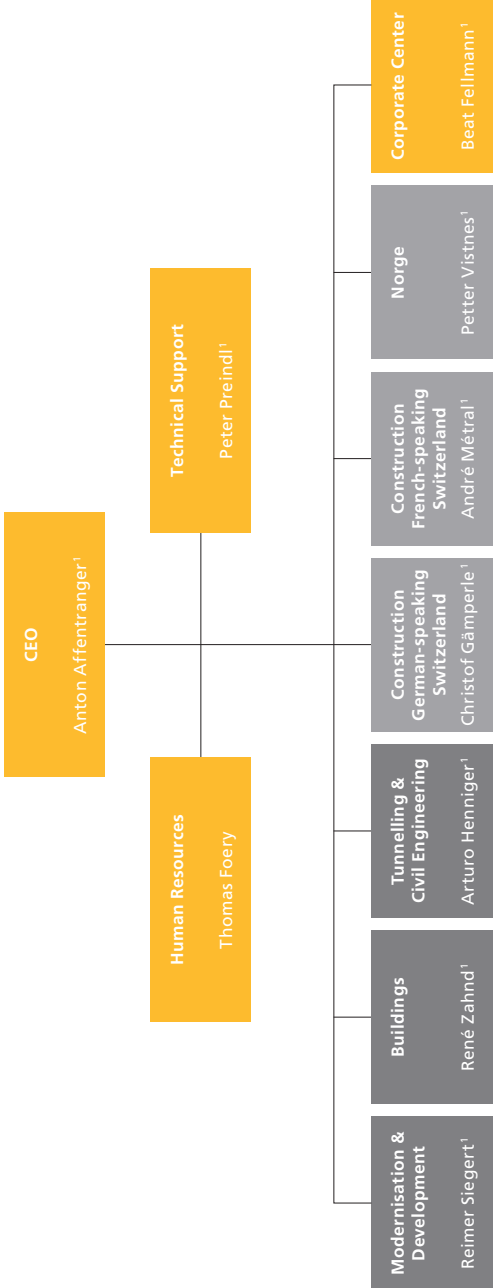 CEO
Anton Affentranger¹
Human Resources
Thomas Foery
Technical Support
Peter Preindl¹
Modernisation &
Development
Reimer Siegert¹
Buildings
René Zahnd¹
Tunnelling &
Civil Engineering
Arturo Henniger¹
Construction
German-speaking
Switzerland
Christof Gämperle¹
Construction
French-speaking
Switzerland
André Métral¹
Norge
Petter Vistnes¹
Corporate Center
Beat Fellmann¹